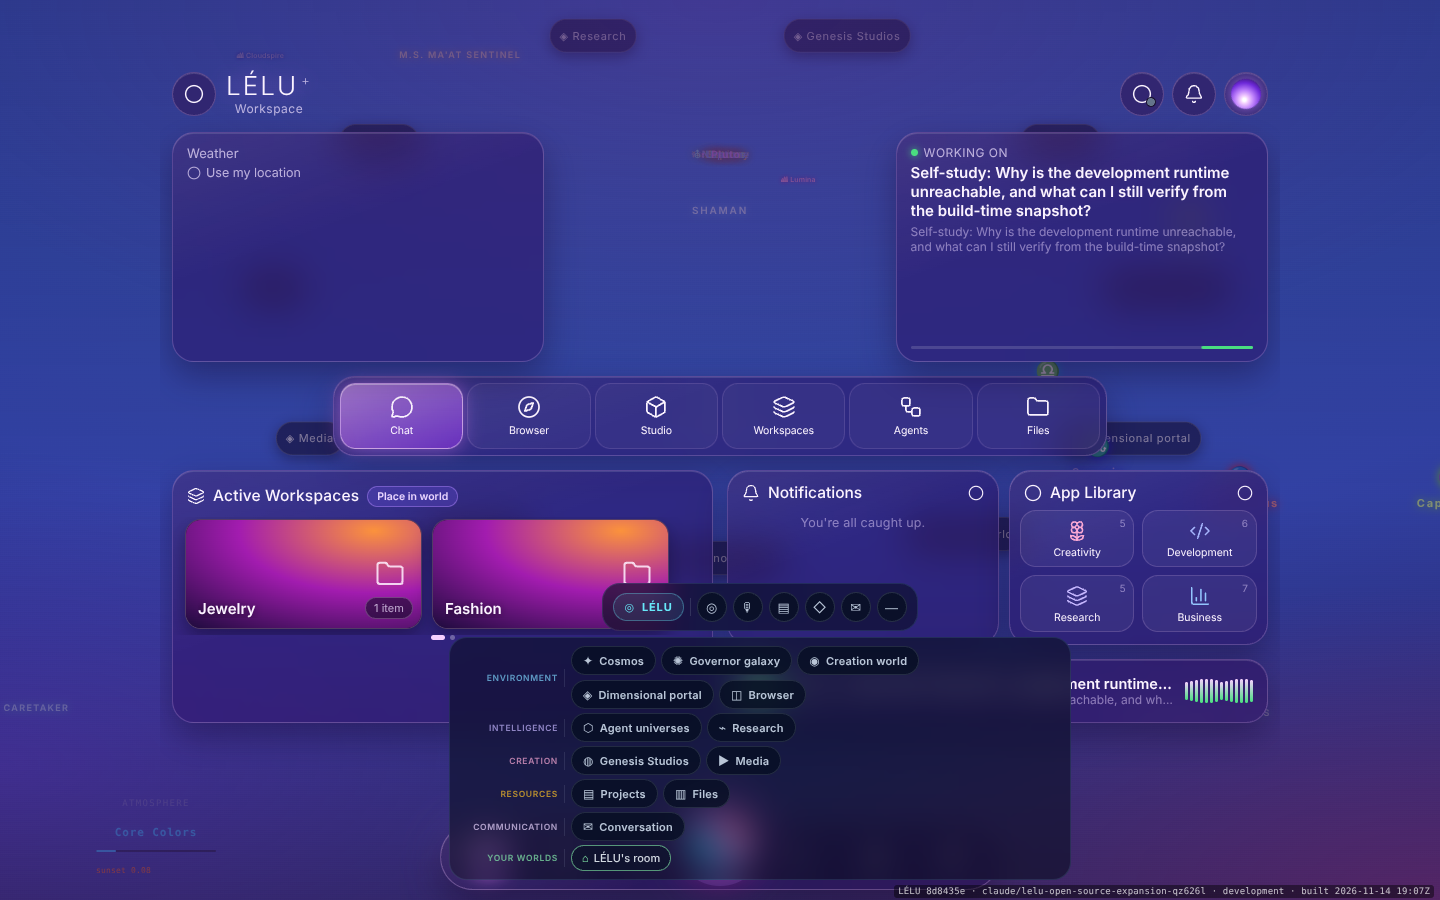 ◈ Research
◈ Genesis Studios
M.S. MA'AT SENTINEL
LÉLU +
Workspace
Weather
Use my location
Lumina
SHAMAN
WORKING ON
Self-study: Why is the development runtime
unreachable, and what can I still verify from
the build-time snapshot?
Self-study: Why is the development runtime unreachable,
and what can I still verify from the build-time snapshot?
Chat
Browser
Studio
Workspaces
Agents
Files
◈ Media
ensional portal
Active Workspaces
Place in world
Jewelry
1 item
Fashion
Notifications
You're all caught up.
App Library
Creativity
5
Development
6
Research
5
Business
7
Cap
◎ LÉLU
ment runtime...
achable, and wh...
ENVIRONMENT
Cosmos
Governor galaxy
Creation world
Dimensional portal
Browser
INTELLIGENCE
Agent universes
Research
CREATION
Genesis Studios
Media
RESOURCES
Projects
Files
COMMUNICATION
Conversation
YOUR WORLDS
LÉLU's room
CARETAKER
ATMOSPHERE
Core Colors
sunset 0.08
LÉLU 8d8435e · claude/lelu-open-source-expansion-qz626l · development · built 2026-11-14 19:07Z